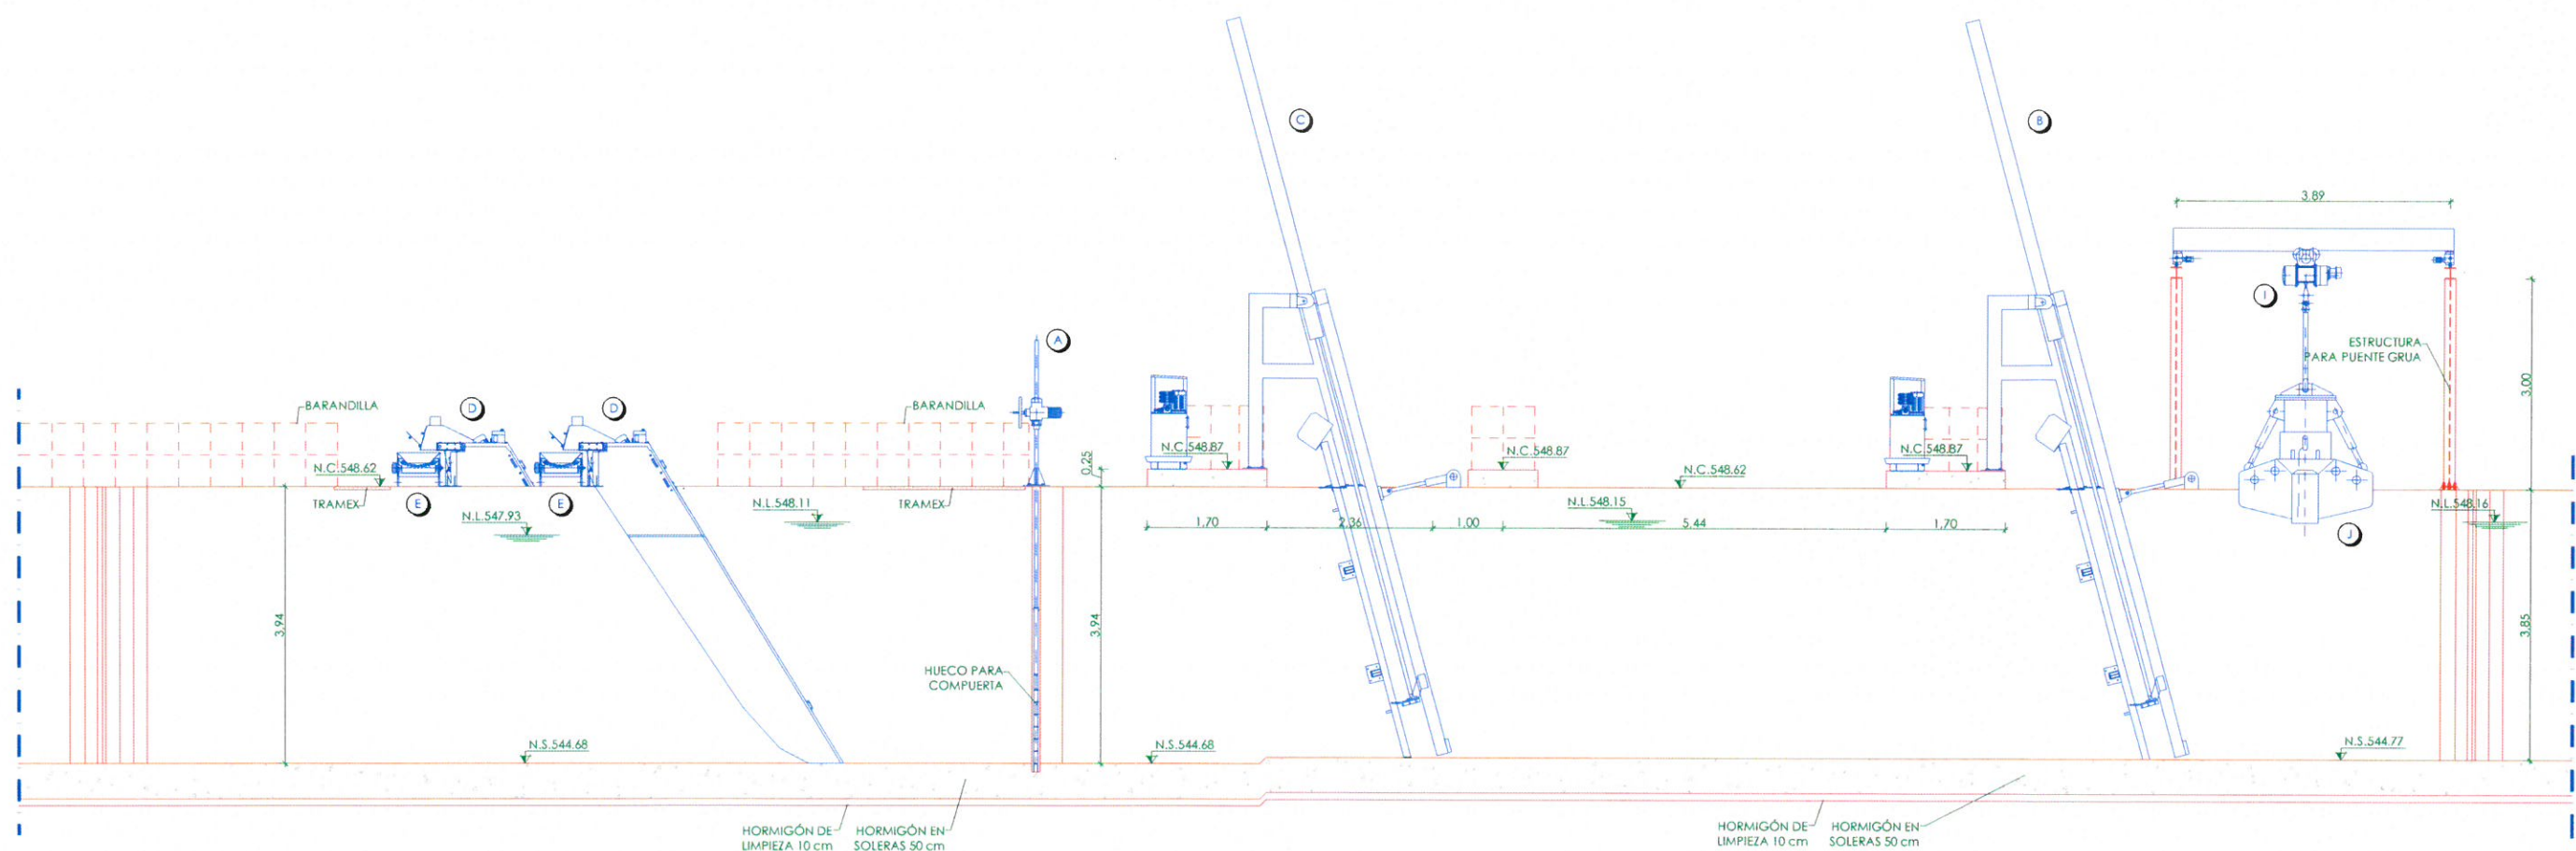 C
B
3.89
I
ESTRUCTURA
PARA PUENTE GRUA
3.00
A
BARANDILLA
D
D
BARANDILLA
N.C.548.62
0.25
N.C.548.87
N.C.548.87
N.C.548.62
N.C.548.87
TRAMEX
E
E
TRAMEX
N.L.547.93
N.L.548.11
N.L.548.15
N.L.548.16
1.70
2.36
1.00
5.44
1.70
J
3.94
3.94
3.85
HUECO PARA
COMPUERTA
N.S.544.68
N.S.544.68
N.S.544.77
HORMIGÓN DE
LIMPIEZA 10 cm
HORMIGÓN EN
SOLERAS 50 cm
HORMIGÓN DE
LIMPIEZA 10 cm
HORMIGÓN EN
SOLERAS 50 cm